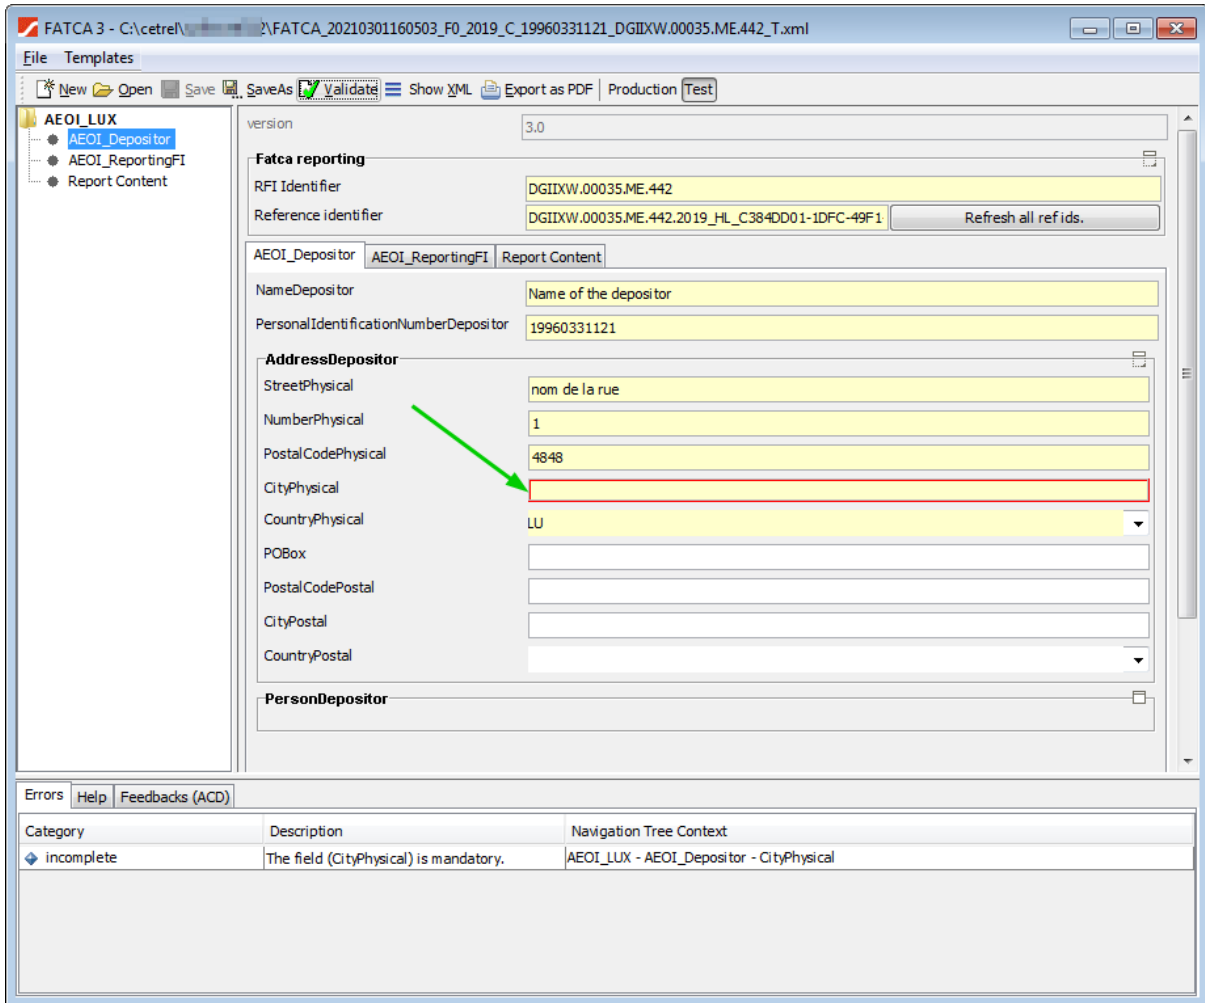 FATCA 3 - C:\cetrel\ 2\FATCA_20210301160503_F0_2019_C_19960331121_DGIIXW.00035.ME.442_T.xml
File Templates
New Open Save SaveAs Validate Show XML Export as PDF Production Test
AEOI_LUX
AEOI_Depositor
AEOI_ReportingFI
Report Content
version 3.0
Fatca reporting
RFI Identifier DGIIXW.00035.ME.442
Reference identifier DGIIXW.00035.ME.442.2019_HL_C384DD01-1DFC-49F1- Refresh all ref ids.
AEOI_Depositor AEOI_ReportingFI Report Content
NameDepositor Name of the depositor
PersonalIdentificationNumberDepositor 19960331121
AddressDepositor
StreetPhysical nom de la rue
NumberPhysical 1
PostalCodePhysical 4848
CityPhysical
CountryPhysical LU
POBox
PostalCodePostal
CityPostal
CountryPostal
PersonDepositor
Errors Help Feedbacks (ACD)
Category Description Navigation Tree Context
incomplete The field (CityPhysical) is mandatory. AEOI_LUX - AEOI_Depositor - CityPhysical